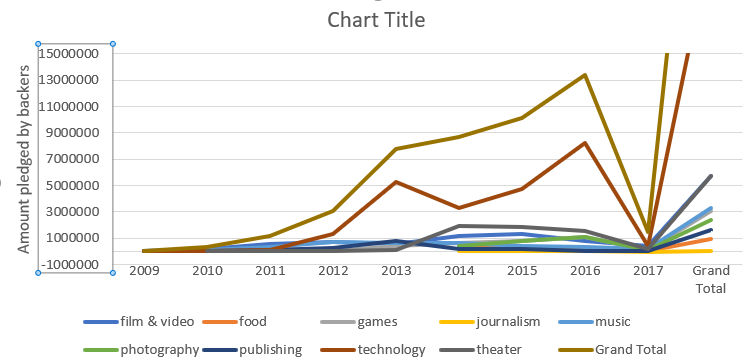 Chart Title
Amount pledged by backers
15000000
13000000
11000000
9000000
7000000
5000000
3000000
1000000
-1000000
2009 2010 2011 2012 2013 2014 2015 2016 2017 Grand
Total
film & video food games journalism music
photography publishing technology theater Grand Total